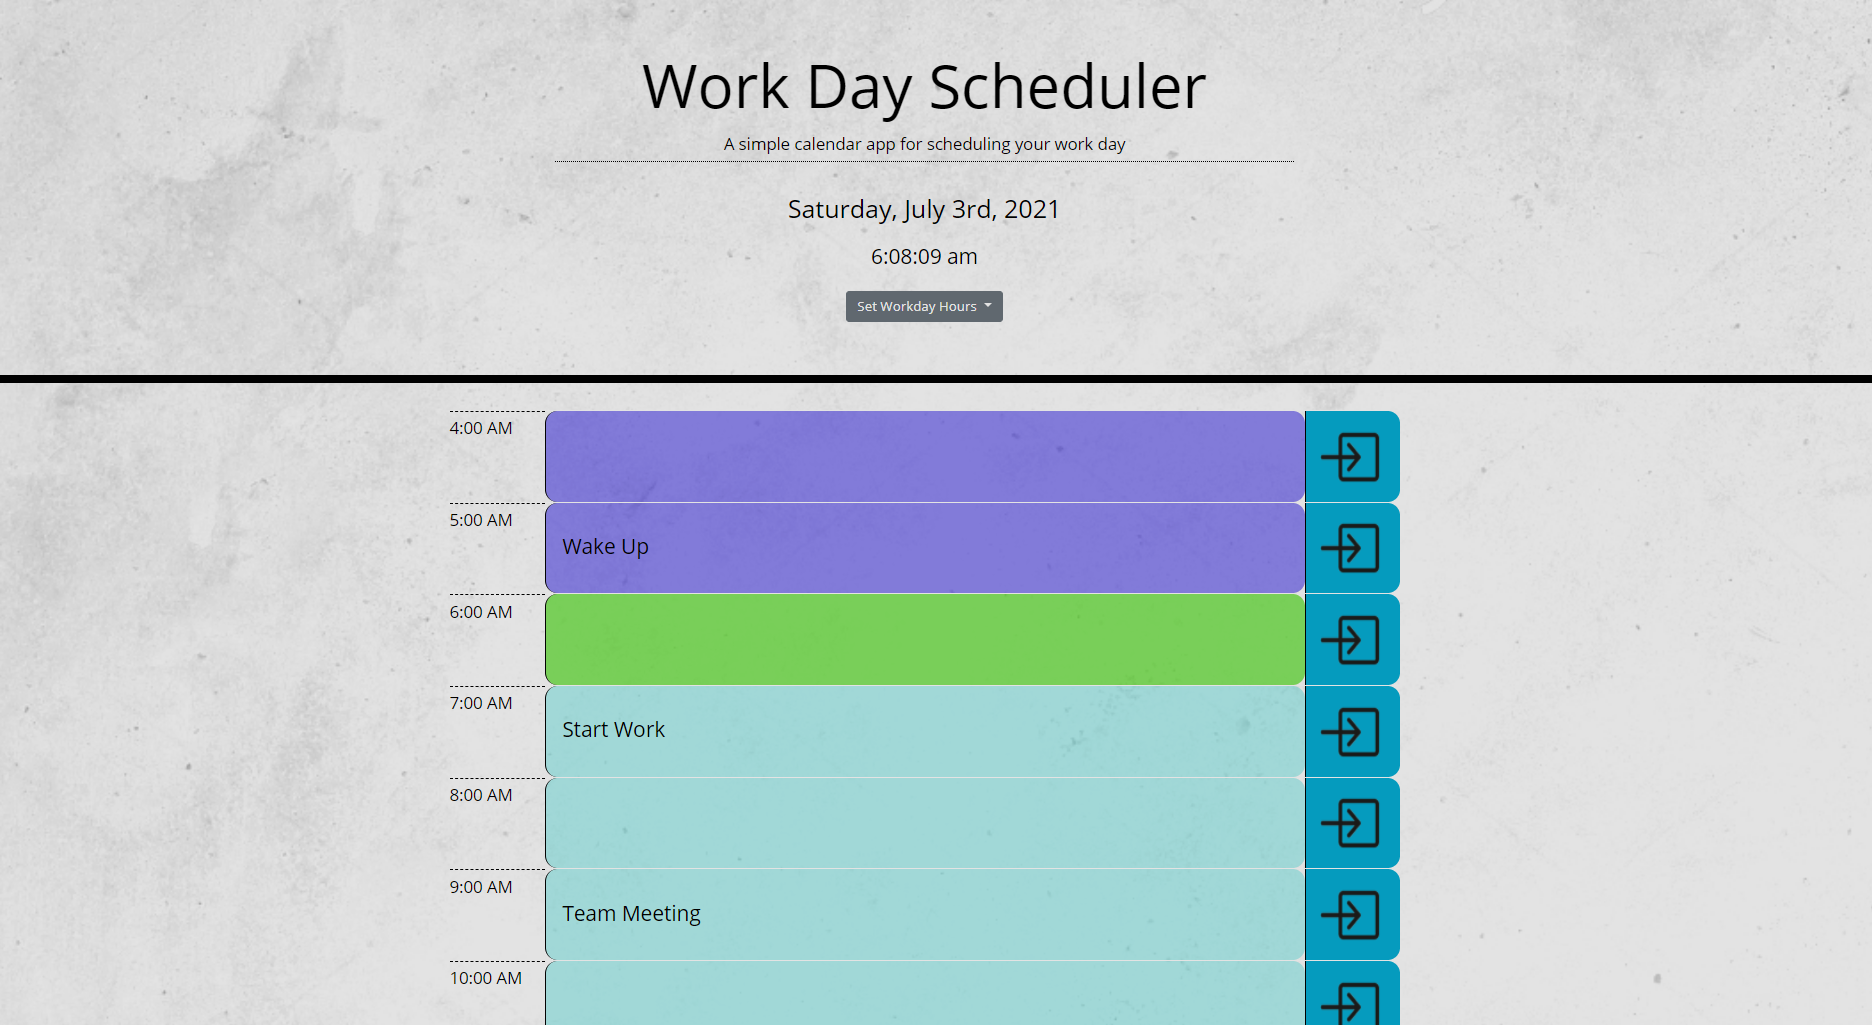 Work Day Scheduler
A simple calendar app for scheduling your work day
Saturday, July 3rd, 2021
6:08:09 am
Set Workday Hours
4:00 AM
5:00 AM
Wake Up
6:00 AM
7:00 AM
Start Work
8:00 AM
9:00 AM
Team Meeting
10:00 AM